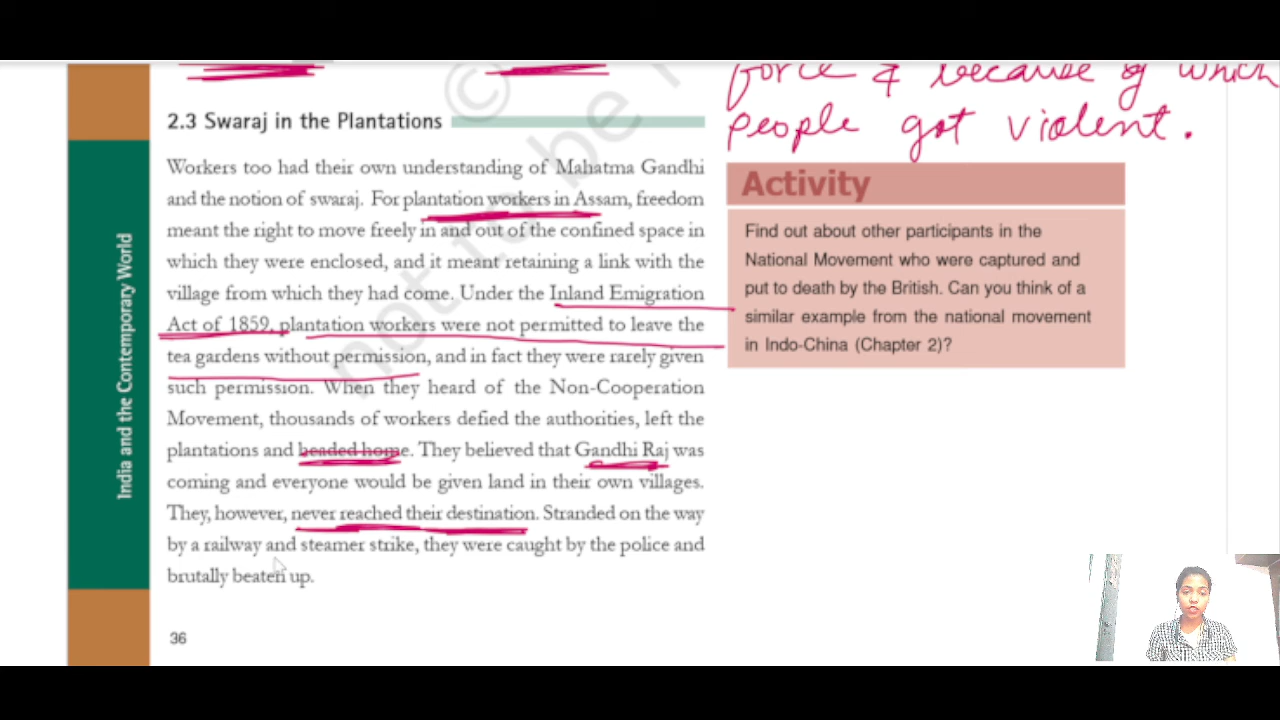 force & because of which
people got violent.
2.3 Swaraj in the Plantations
Workers too had their own understanding of Mahatma Gandhi
and the notion of swaraj. For plantation workers in Assam, freedom
meant the right to move freely in and out of the confined space in
which they were enclosed, and it meant retaining a link with the
village from which they had come. Under the Inland Emigration
Act of 1859, plantation workers were not permitted to leave the
tea gardens without permission, and in fact they were rarely given
such permission. When they heard of the Non-Cooperation
Movement, thousands of workers defied the authorities, left the
plantations and headed home. They believed that Gandhi Raj was
coming and everyone would be given land in their own villages.
They, however, never reached their destination. Stranded on the way
by a railway and steamer strike, they were caught by the police and
brutally beaten up.
Activity
Find out about other participants in the
National Movement who were captured and
put to death by the British. Can you think of a
similar example from the national movement
in Indo-China (Chapter 2)?
India and the Contemporary World
36
©
not to be